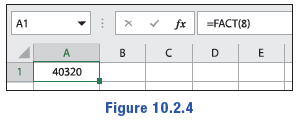 A1 fx =FACT(8)
A B C D E
1 40320
Figure 10.2.4